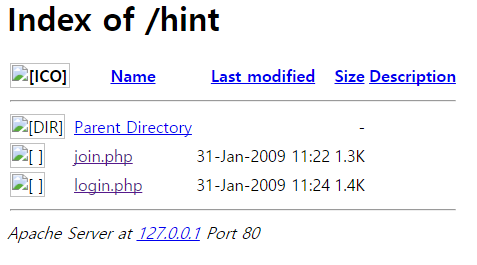 Index of /hint
[ICO] Name Last modified Size Description
[DIR] Parent Directory -
[ ] join.php 31-Jan-2009 11:22 1.3K
[ ] login.php 31-Jan-2009 11:24 1.4K
Apache Server at 127.0.0.1 Port 80